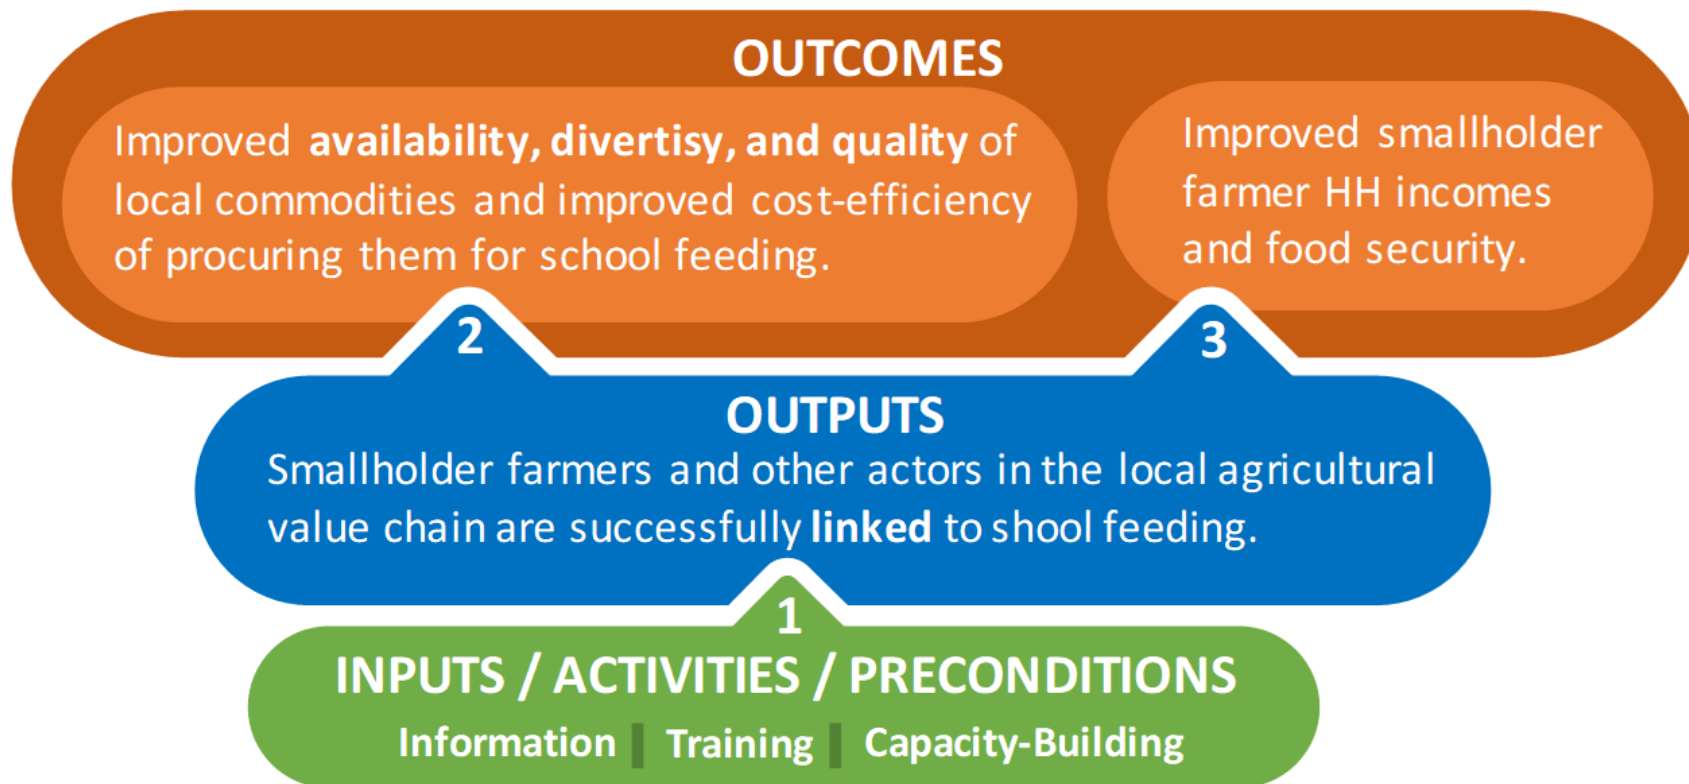 OUTCOMES
Improved availability, divertisy, and quality of
local commodities and improved cost-efficiency
of procuring them for school feeding.
Improved smallholder
farmer HH incomes
and food security.
2
3
OUTPUTS
Smallholder farmers and other actors in the local agricultural
value chain are successfully linked to shool feeding.
1
INPUTS / ACTIVITIES / PRECONDITIONS
Information | Training | Capacity-Building